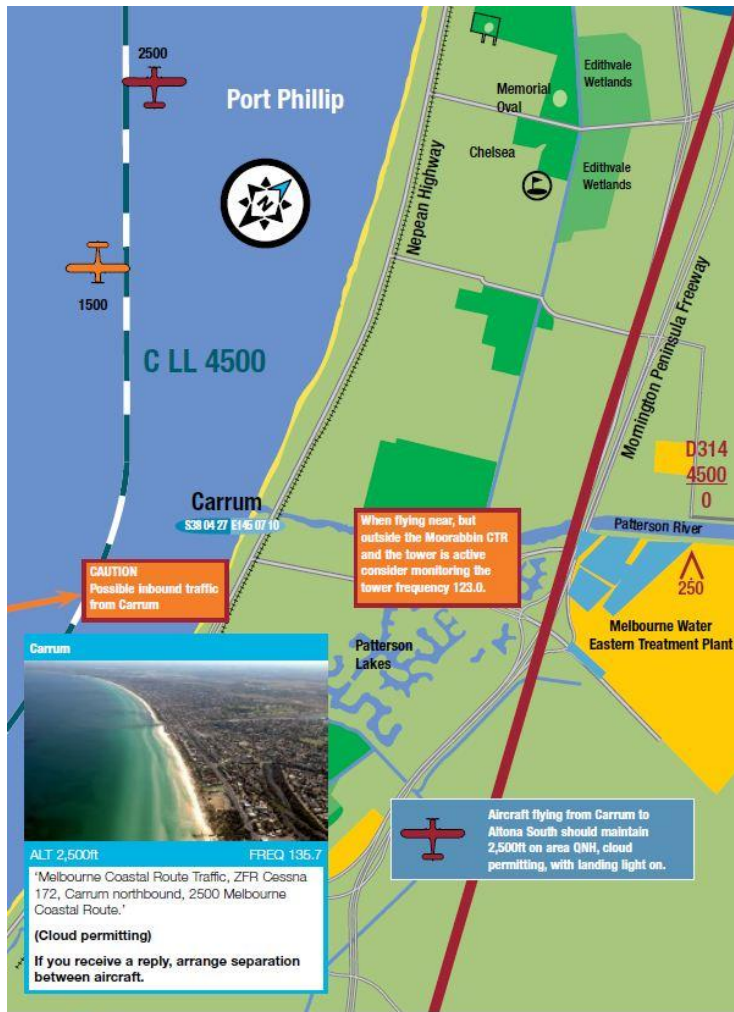 2500
Port Phillip
N
1500
C LL 4500
Memorial
Oval
Edithvale
Wetlands
Chelsea
Edithvale
Wetlands
Nepean Highway
Mornington Peninsula Freeway
D314
4500
0
Carrum
S38 04 27 E145 07 10
When flying near, but
outside the Moorabbin CTR
and the tower is active
consider monitoring the
tower frequency 123.0.
Patterson River
250
Melbourne Water
Eastern Treatment Plant
CAUTION
Possible inbound traffic
from Carrum
Patterson
Lakes
Carrum
ALT 2,500ft FREQ 135.7
‘Melbourne Coastal Route Traffic, ZFR Cessna
172, Carrum northbound, 2500 Melbourne
Coastal Route.’
(Cloud permitting)
If you receive a reply, arrange separation
between aircraft.
Aircraft flying from Carrum to
Altona South should maintain
2,500ft on area QNH, cloud
permitting, with landing light on.